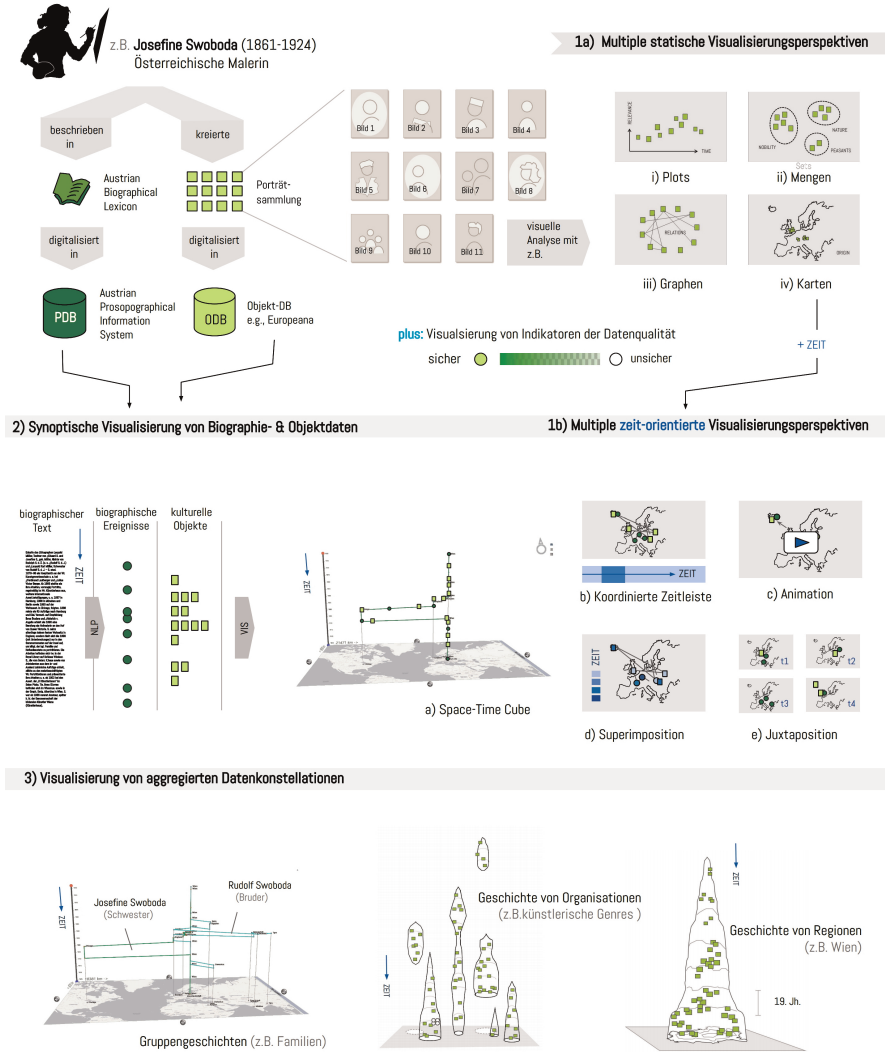 z.B. Josefine Swoboda (1861-1924)
Österreichische Malerin
1a) Multiple statische Visualisierungsperspektiven
beschrieben
in
kreierte
Austrian
Biographical
Lexicon
Porträt-
sammlung
digitalisiert
in
digitalisiert
in
PDB
Austrian
Prosopographical
Information
System
ODB
Objekt-DB
e.g., Europeana
Bild 1
Bild 2
Bild 3
Bild 4
Bild 5
Bild 6
Bild 7
Bild 8
Bild 9
Bild 10
Bild 11
visuelle
Analyse mit
z.B.
RELEVANCE
TIME
i) Plots
NOBILITY
NATURE
PEASANTS
Sets
ii) Mengen
RELATIONS
iii) Graphen
ORIGIN
iv) Karten
plus: Visualsierung von Indikatoren der Datenqualität
sicher
unsicher
+ ZEIT
2) Synoptische Visualisierung von Biographie- & Objektdaten
1b) Multiple zeit-orientierte Visualisierungsperspektiven
biographischer
Text
biographische
Ereignisse
kulturelle
Objekte
ZEIT
NLP
VIS
ZEIT
a) Space-Time Cube
ZEIT
b) Koordinierte Zeitleiste
c) Animation
ZEIT
d) Superimposition
t1
t2
t3
t4
e) Juxtaposition
3) Visualisierung von aggregierten Datenkonstellationen
ZEIT
Josefine Swoboda
(Schwester)
Rudolf Swoboda
(Bruder)
Gruppengeschichten (z.B. Familien)
ZEIT
Geschichte von Organisationen
(z.B.künstlerische Genres )
ZEIT
Geschichte von Regionen
(z.B. Wien)
19. Jh.